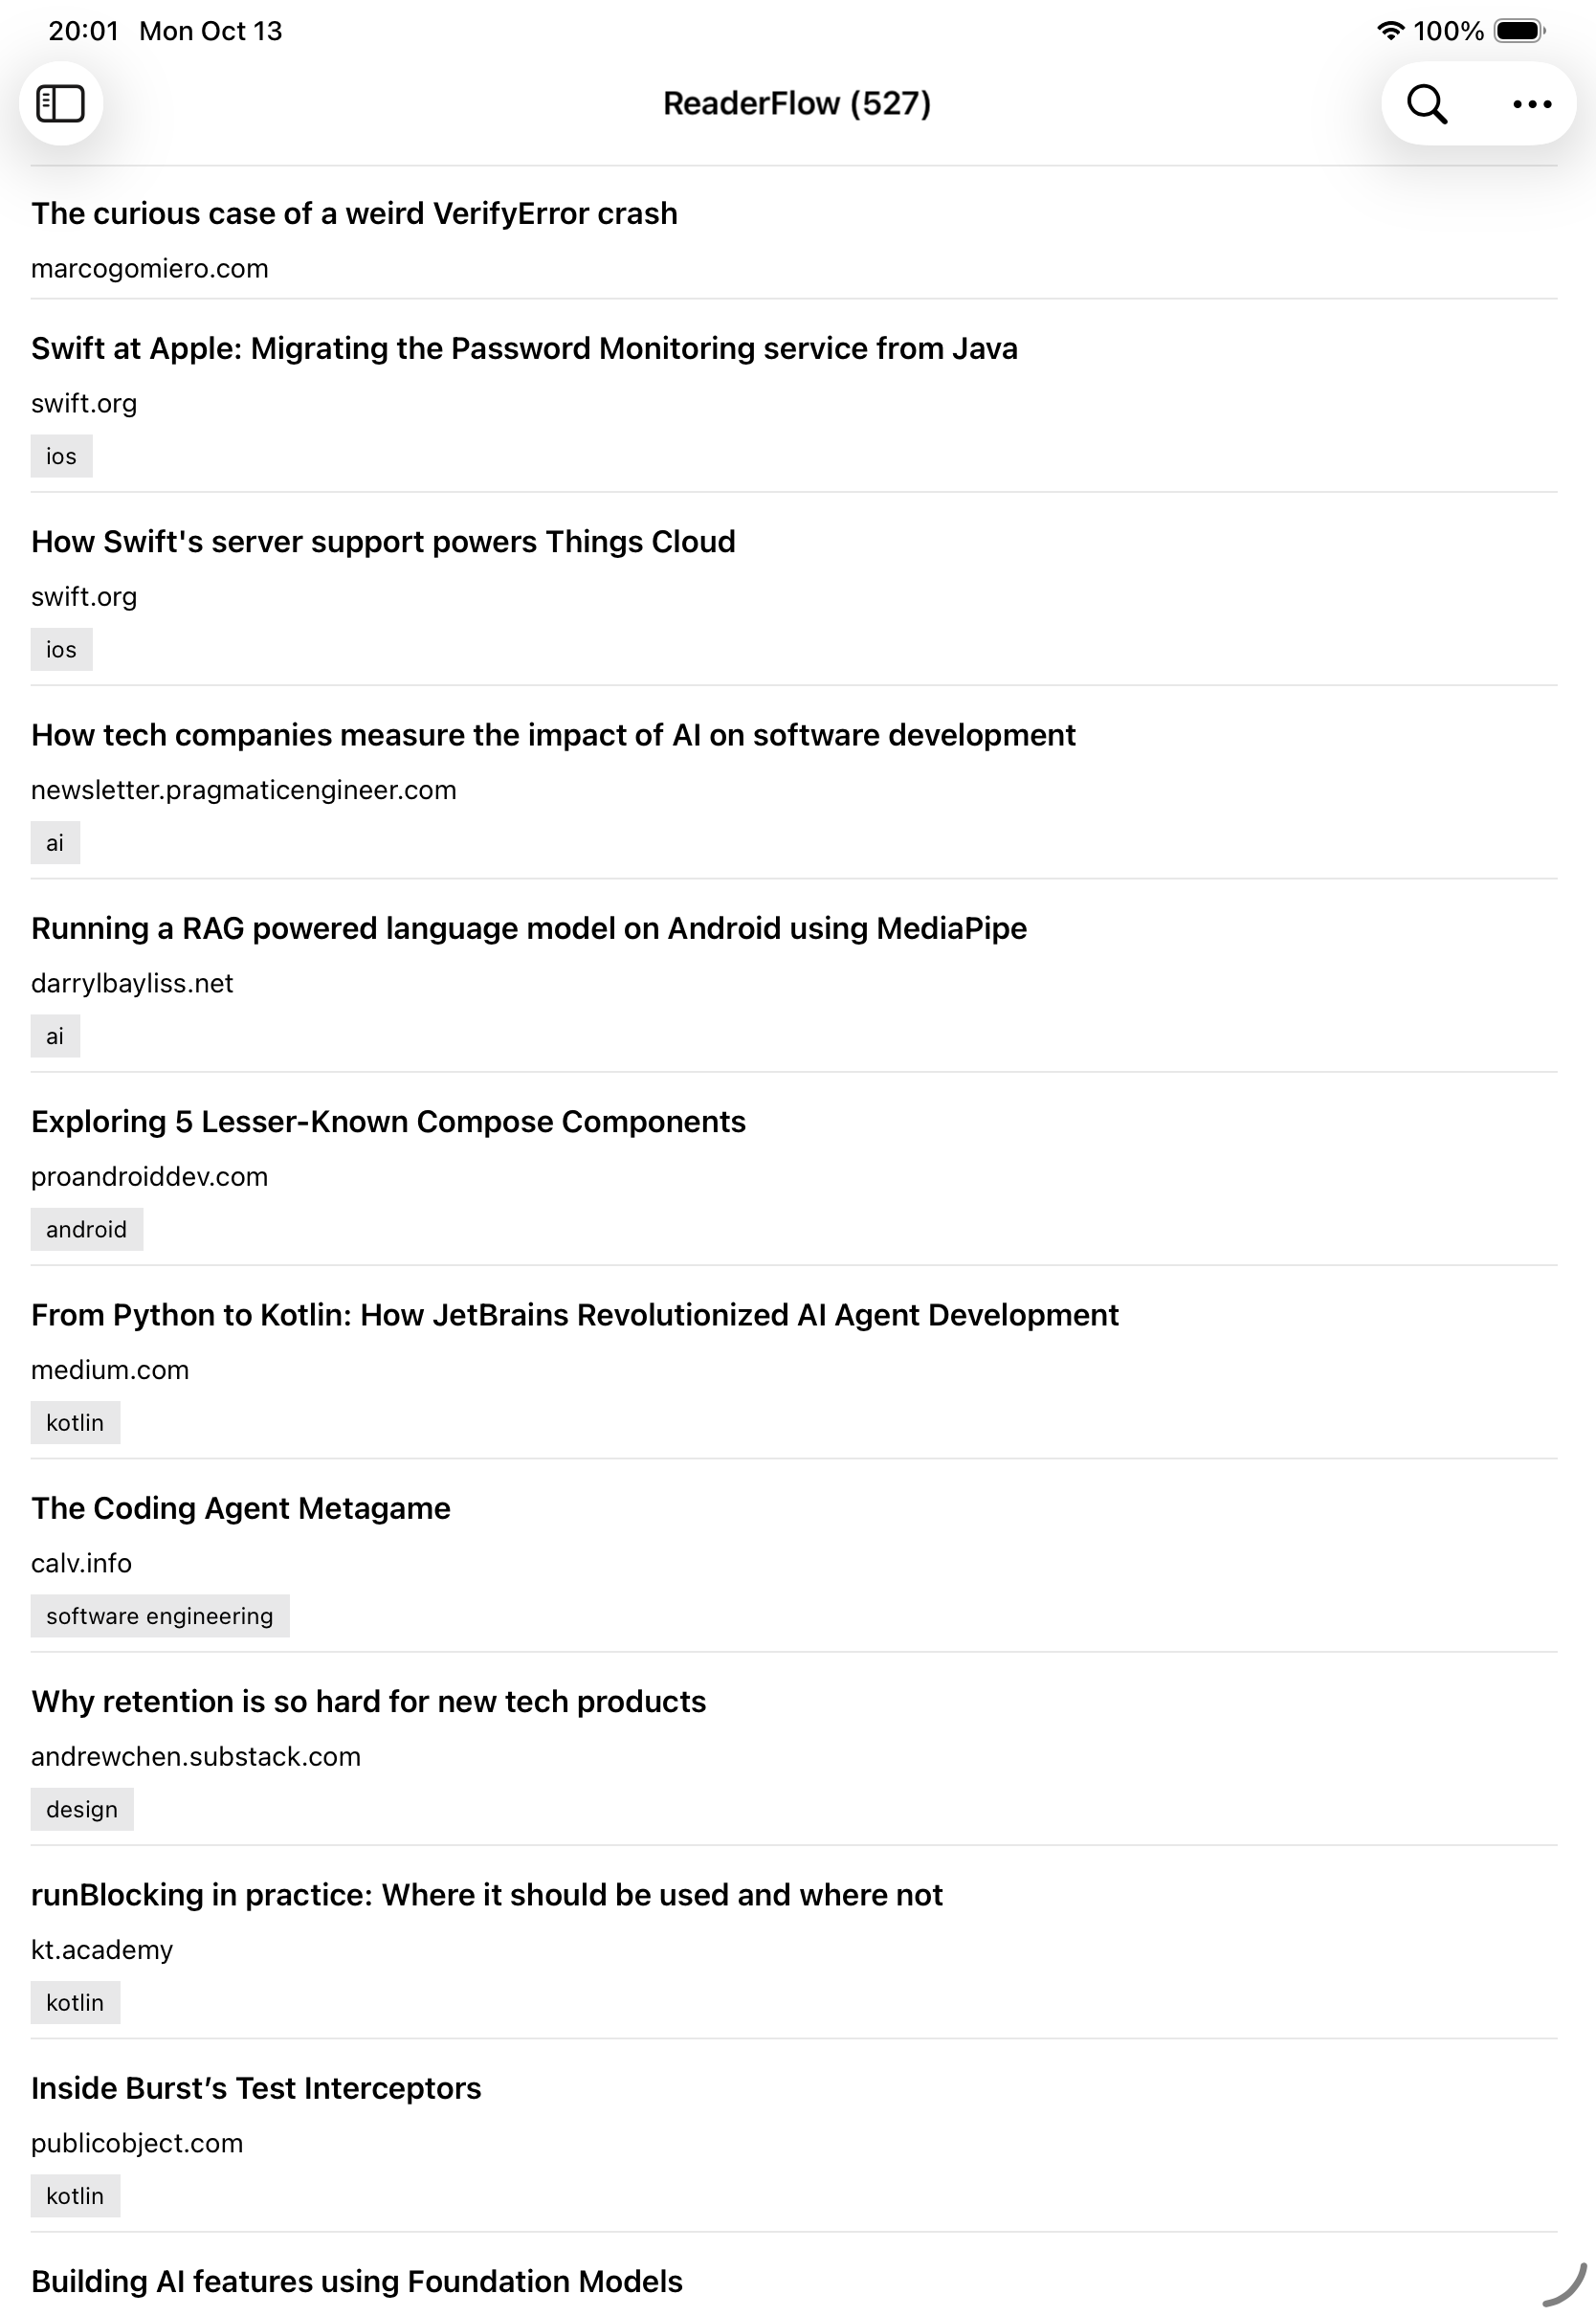 20:01 Mon Oct 13 100%
ReaderFlow (527)
The curious case of a weird VerifyError crash
marcogomiero.com
Swift at Apple: Migrating the Password Monitoring service from Java
swift.org
ios
How Swift's server support powers Things Cloud
swift.org
ios
How tech companies measure the impact of AI on software development
newsletter.pragmaticengineer.com
ai
Running a RAG powered language model on Android using MediaPipe
darrylbayliss.net
ai
Exploring 5 Lesser-Known Compose Components
proandroiddev.com
android
From Python to Kotlin: How JetBrains Revolutionized AI Agent Development
medium.com
kotlin
The Coding Agent Metagame
calv.info
software engineering
Why retention is so hard for new tech products
andrewchen.substack.com
design
runBlocking in practice: Where it should be used and where not
kt.academy
kotlin
Inside Burst’s Test Interceptors
publicobject.com
kotlin
Building AI features using Foundation Models